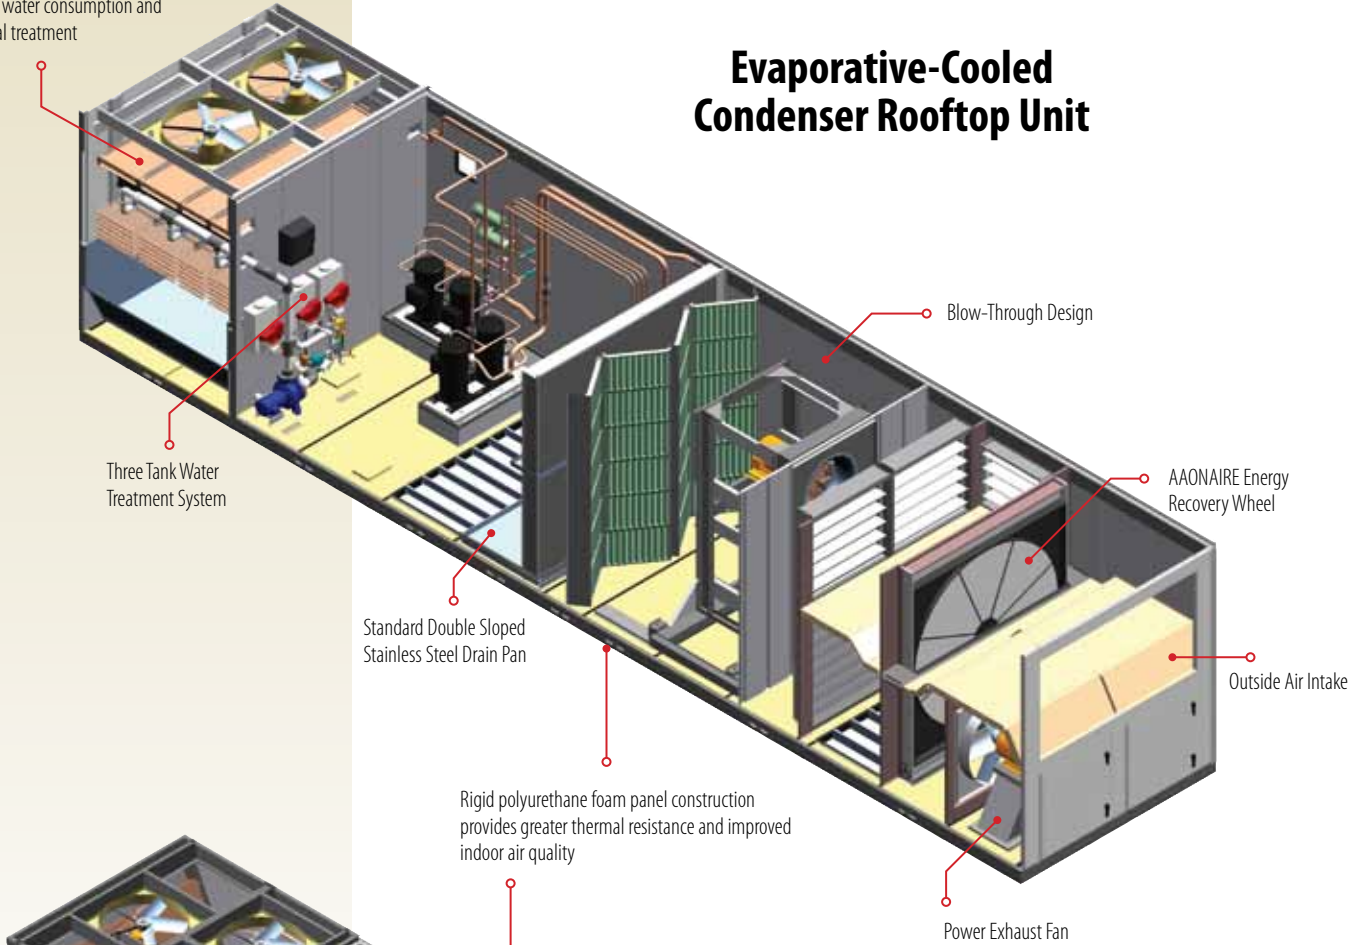 water consumption and
treatment
Evaporative-Cooled
Condenser Rooftop Unit
Blow-Through Design
AAONAIRE Energy
Recovery Wheel
Three Tank Water
Treatment System
Standard Double Sloped
Stainless Steel Drain Pan
Outside Air Intake
Rigid polyurethane foam panel construction
provides greater thermal resistance and improved
indoor air quality
Power Exhaust Fan